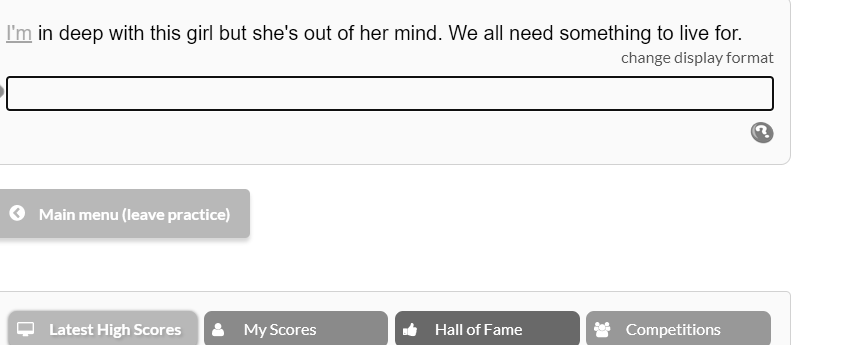 I'm in deep with this girl but she's out of her mind. We all need something to live for.
change display format
Main menu (leave practice)
Latest High Scores
My Scores
Hall of Fame
Competitions